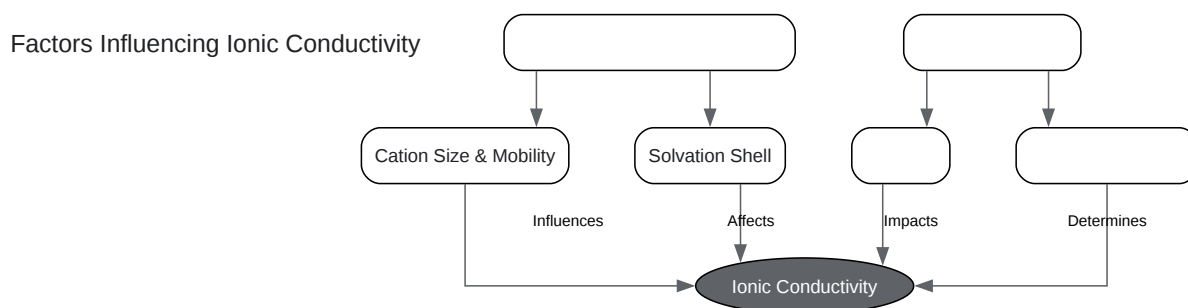 Factors Influencing Ionic Conductivity
Cation Size & Mobility
Solvation Shell
Influences
Affects
Impacts
Determines
Ionic Conductivity